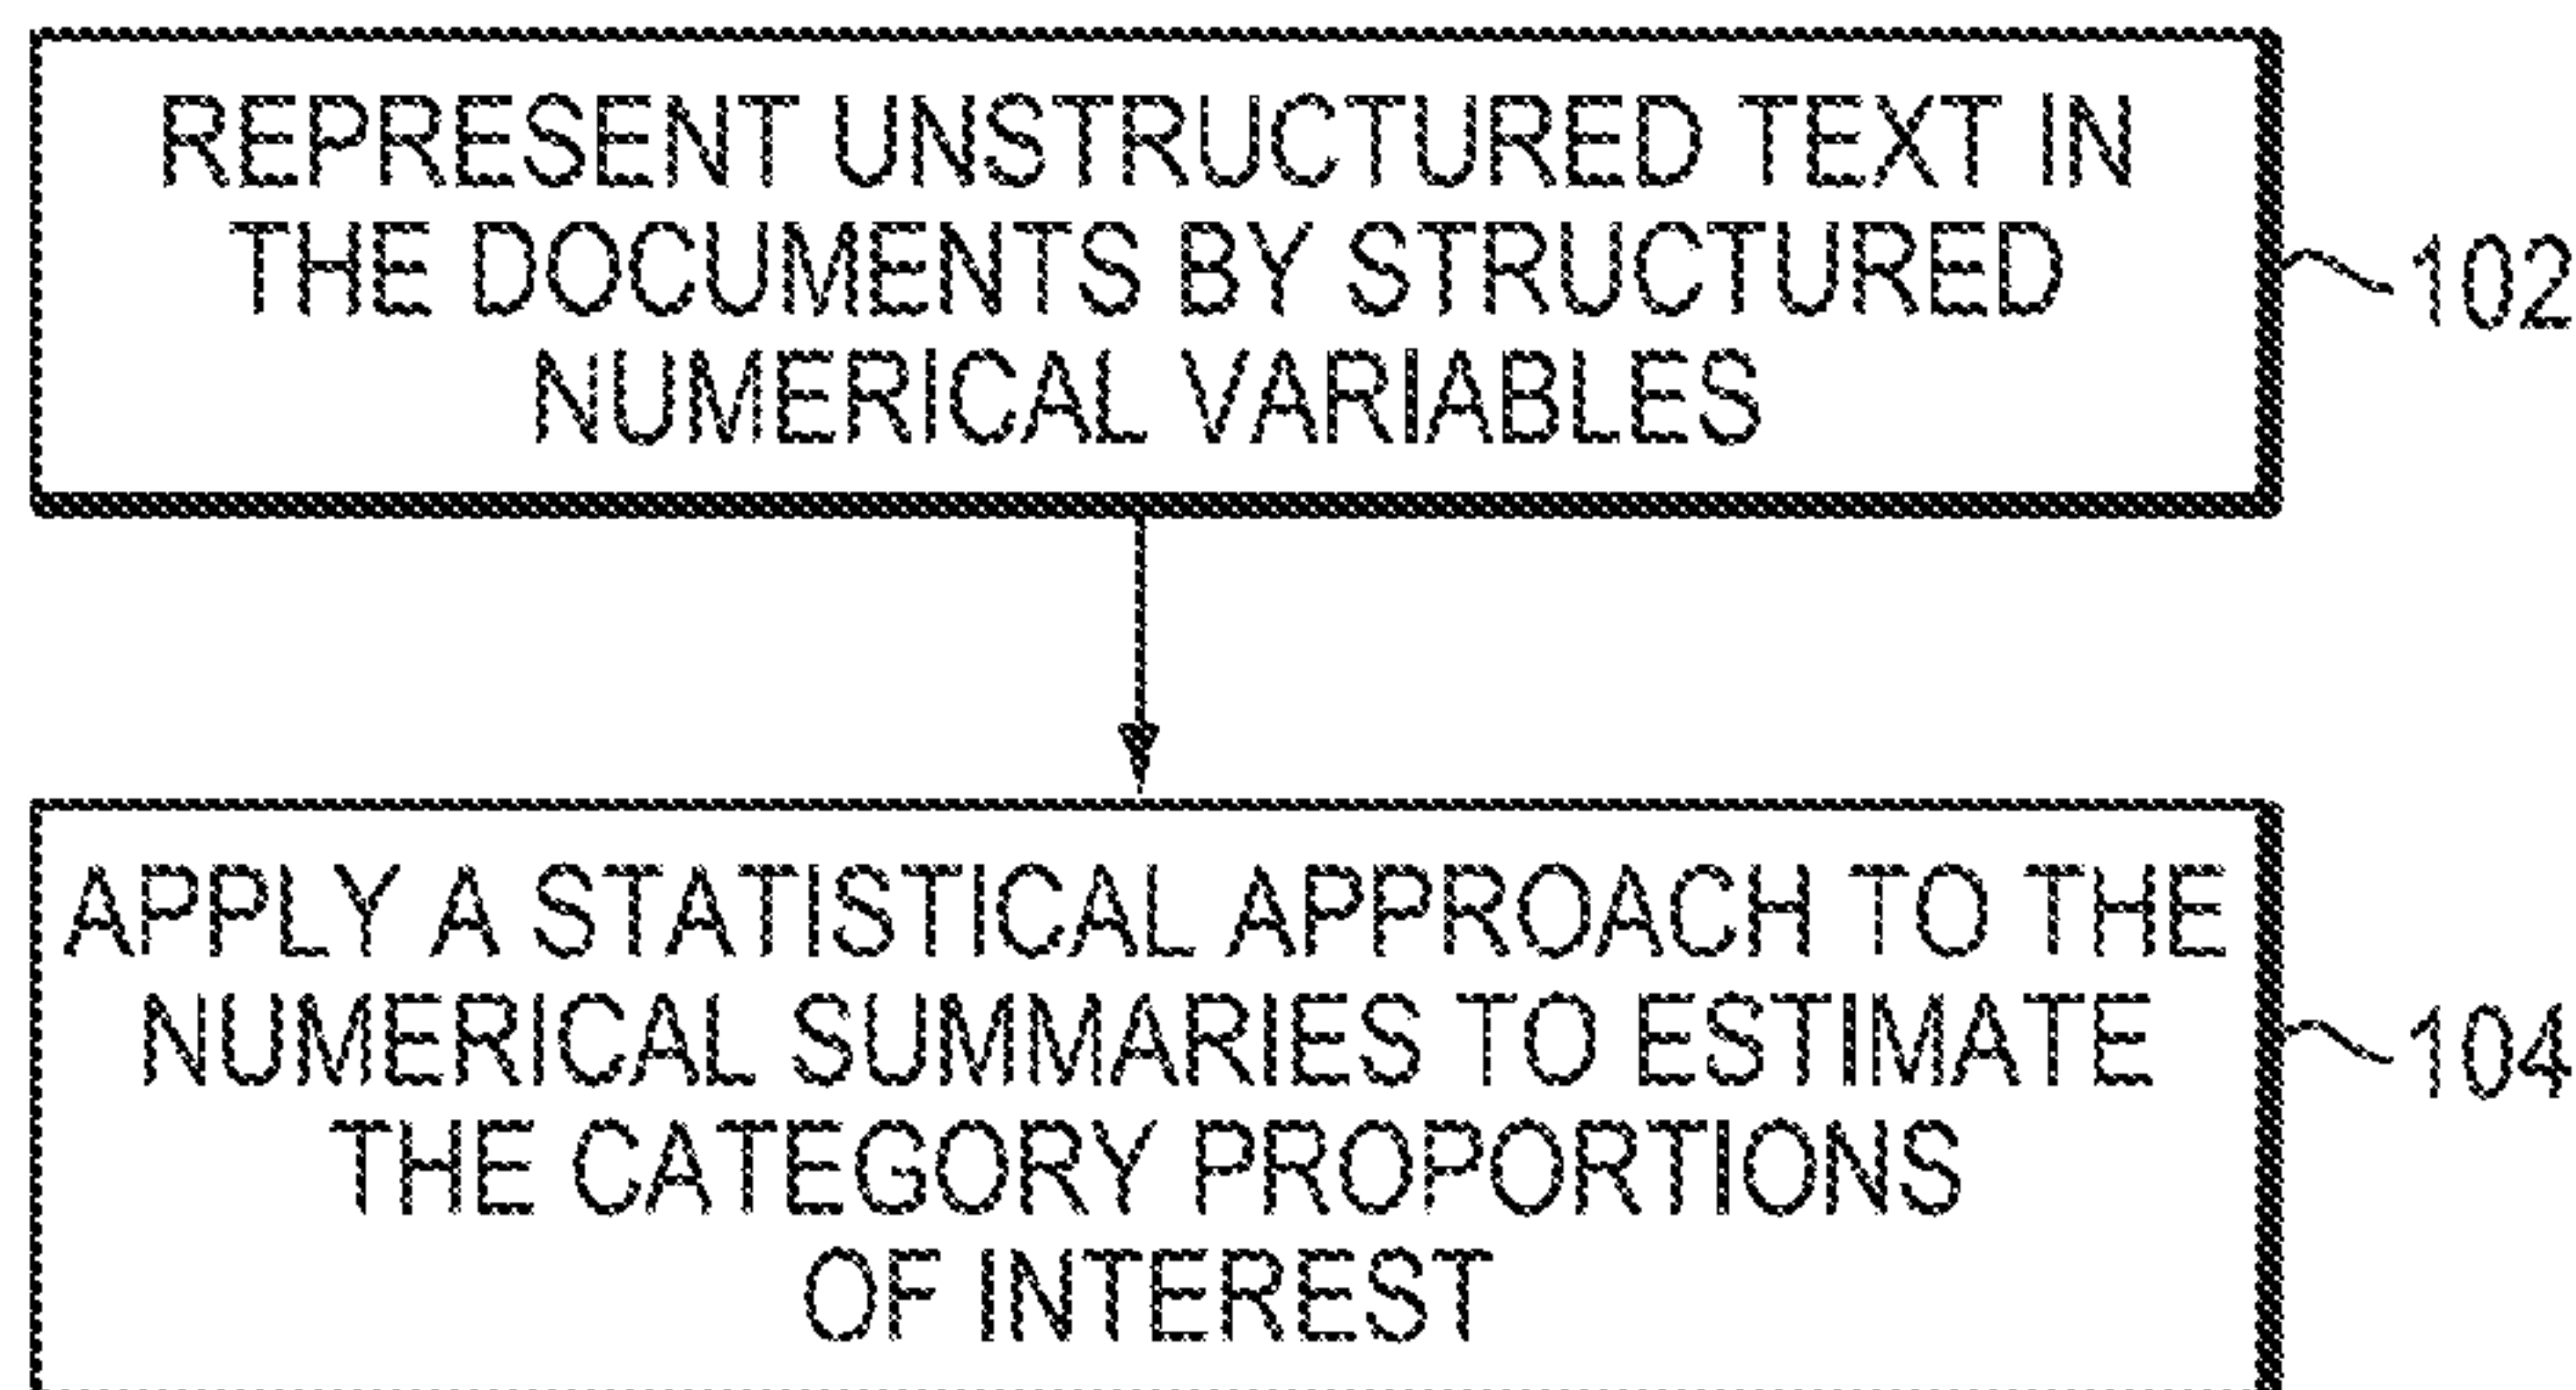 REPRESENT UNSTRUCTURED TEXT IN
THE DOCUMENTS BY STRUCTURED
NUMERICAL VARIABLES
102
APPLY A STATISTICAL APPROACH TO THE
NUMERICAL SUMMARIES TO ESTIMATE
THE CATEGORY PROPORTIONS
OF INTEREST
104